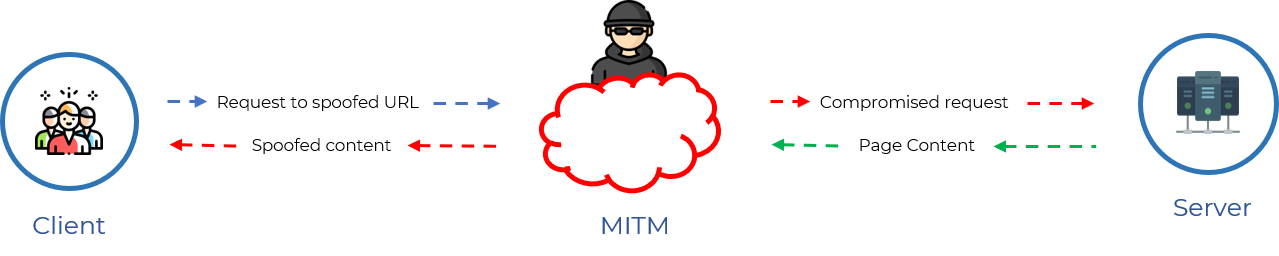 Request to spoofed URL
Compromised request
Spoofed content
Page Content
Client
MITM
Server